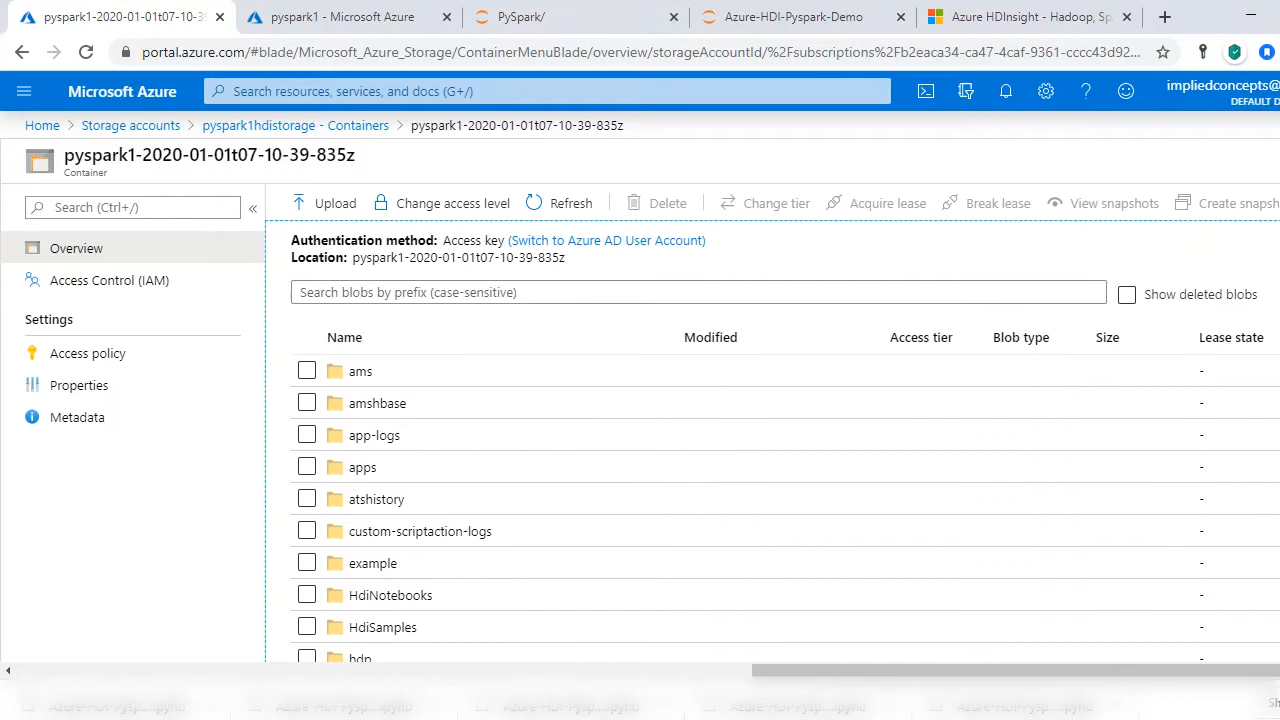 pyspark1-2020-01-01t07-10-39-835
pyspark1 - Microsoft Azure
PySpark/
Azure-HDI-Pyspark-Demo
Azure HDInsight - Hadoop, Sp
portal.azure.com/#blade/Microsoft_Azure_Storage/ContainerMenuBlade/overview/storageAccountId/%2Fsubscriptions%2Fb2eaca34-ca47-4caf-9361-cccc43d92...
Microsoft Azure
Search resources, services, and docs (G+/)
impliedconcepts@
DEFAULT D
Home > Storage accounts > pyspark1hdistorage - Containers > pyspark1-2020-01-01t07-10-39-835z
pyspark1-2020-01-01t07-10-39-835z
Container
Search (Ctrl+/)
«
Upload
Change access level
Refresh
Delete
Change tier
Acquire lease
Break lease
View snapshots
Create snapsh
Overview
Access Control (IAM)
Settings
Access policy
Properties
Metadata
Authentication method: Access key (Switch to Azure AD User Account)
Location: pyspark1-2020-01-01t07-10-39-835z
Search blobs by prefix (case-sensitive)
Show deleted blobs
Name Modified Access tier Blob type Size Lease state
ams -
amshbase -
app-logs -
apps -
atshistory -
custom-scriptaction-logs -
example -
HdiNotebooks -
HdiSamples -
hdp